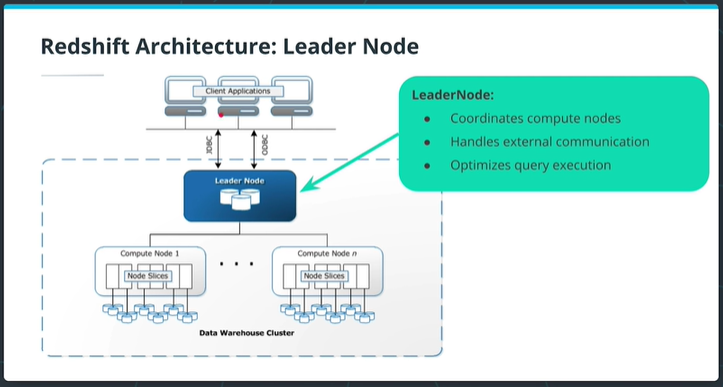 Redshift Architecture: Leader Node
Client Applications
LeaderNode:
• Coordinates compute nodes
• Handles external communication
• Optimizes query execution
JDBC
ODBC
Leader Node
Compute Node 1
Node Slices
. . .
Compute Node n
Node Slices
Data Warehouse Cluster